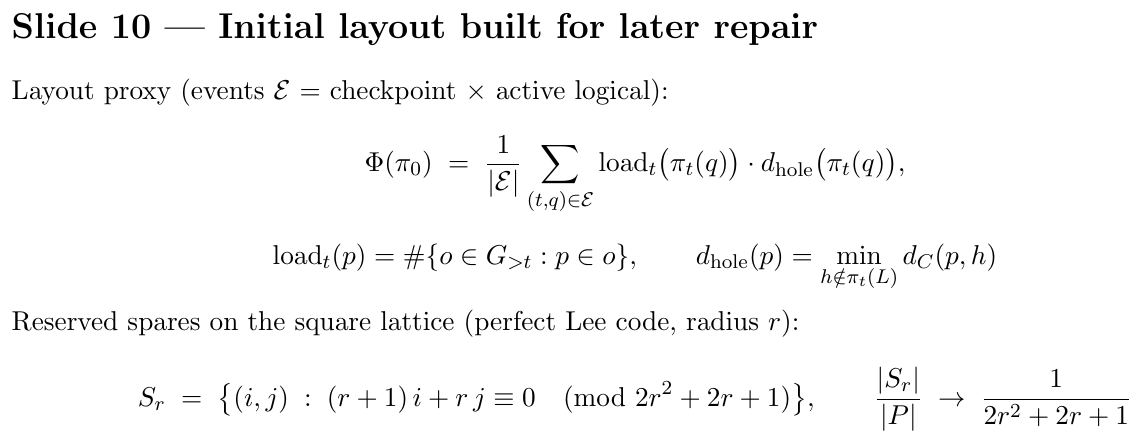 Slide 10 — Initial layout built for later repair
Layout proxy (events ℰ = checkpoint × active logical):
Φ(π₀) = 1/|ℰ| ∑_{(t,q)∈ℰ} load_t(π_t(q)) · d_hole(π_t(q)),
load_t(p) = #{o ∈ G_{>t} : p ∈ o}, d_hole(p) = min_{h∉π_t(L)} d_C(p, h)
Reserved spares on the square lattice (perfect Lee code, radius r):
S_r = {(i, j) : (r + 1) i + r j ≡ 0 (mod 2r² + 2r + 1)}, |S_r|/|P| → 1/(2r² + 2r + 1)